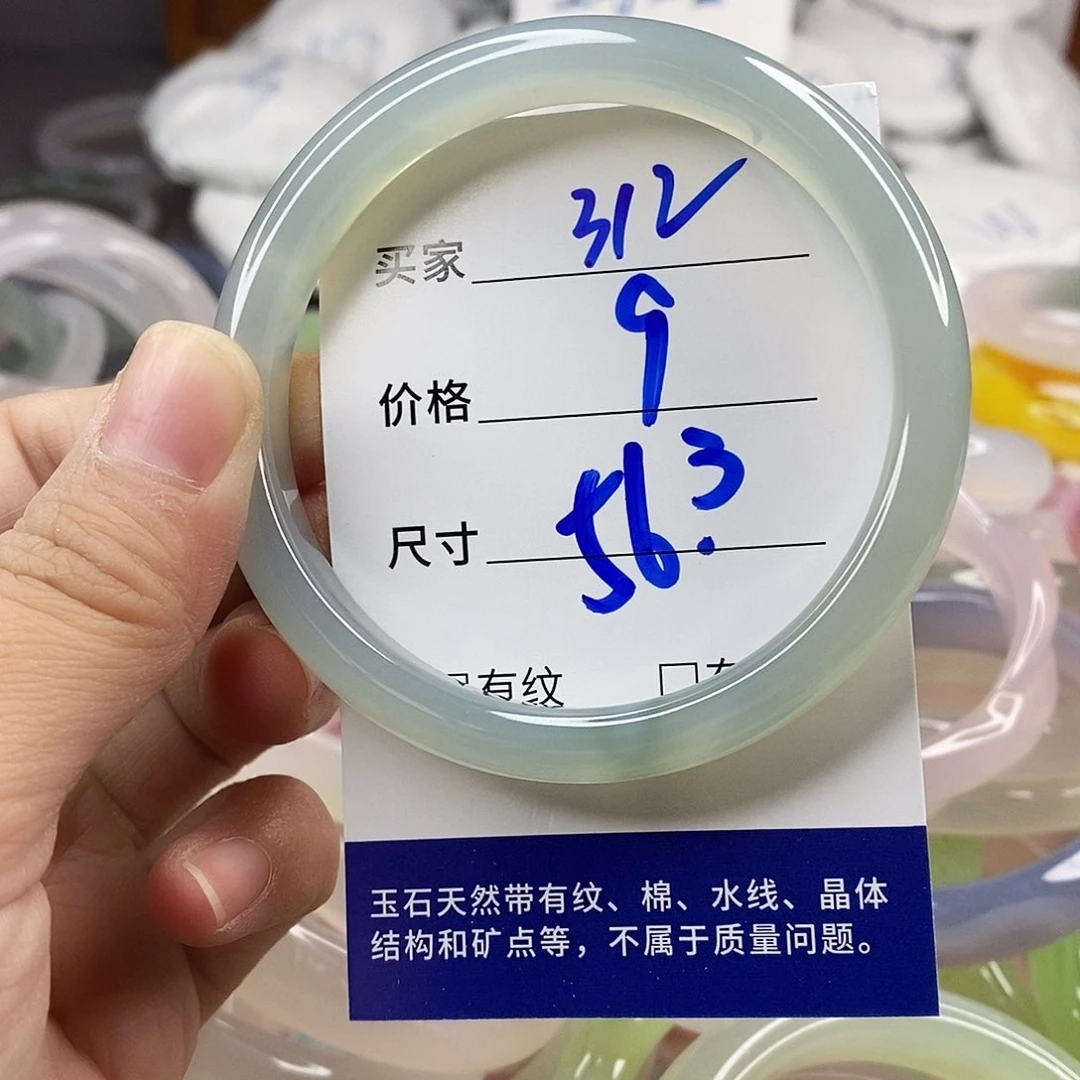 买家 312
价格 9
尺寸 56.3
有纹
玉石天然带有纹、棉、水线、晶体
结构和矿点等，不属于质量问题。